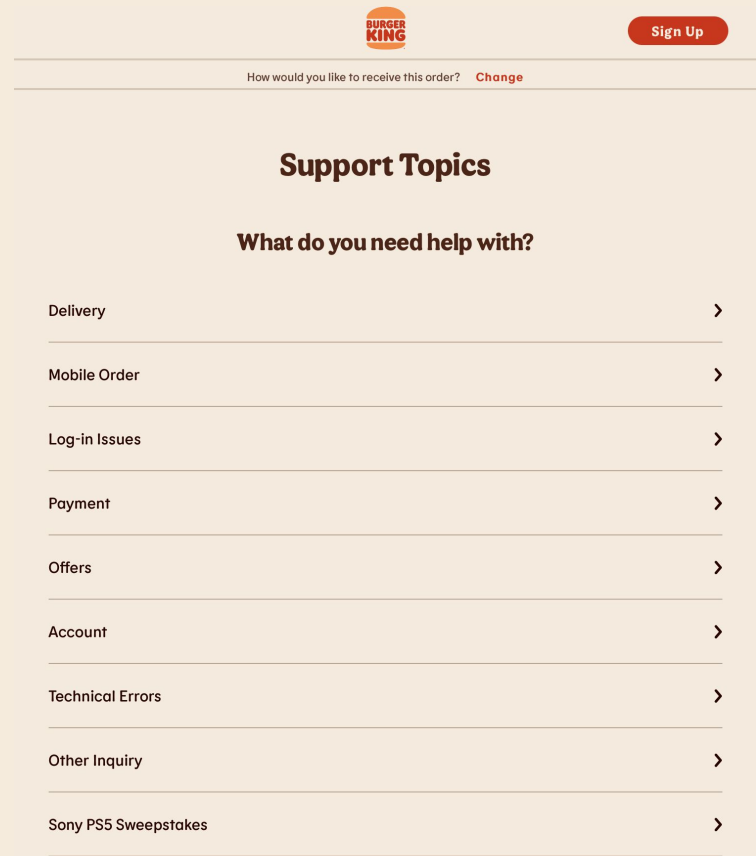 BURGER
KING
Sign Up
How would you like to receive this order? Change
Support Topics
What do you need help with?
Delivery
Mobile Order
Log-in Issues
Payment
Offers
Account
Technical Errors
Other Inquiry
Sony PS5 Sweepstakes